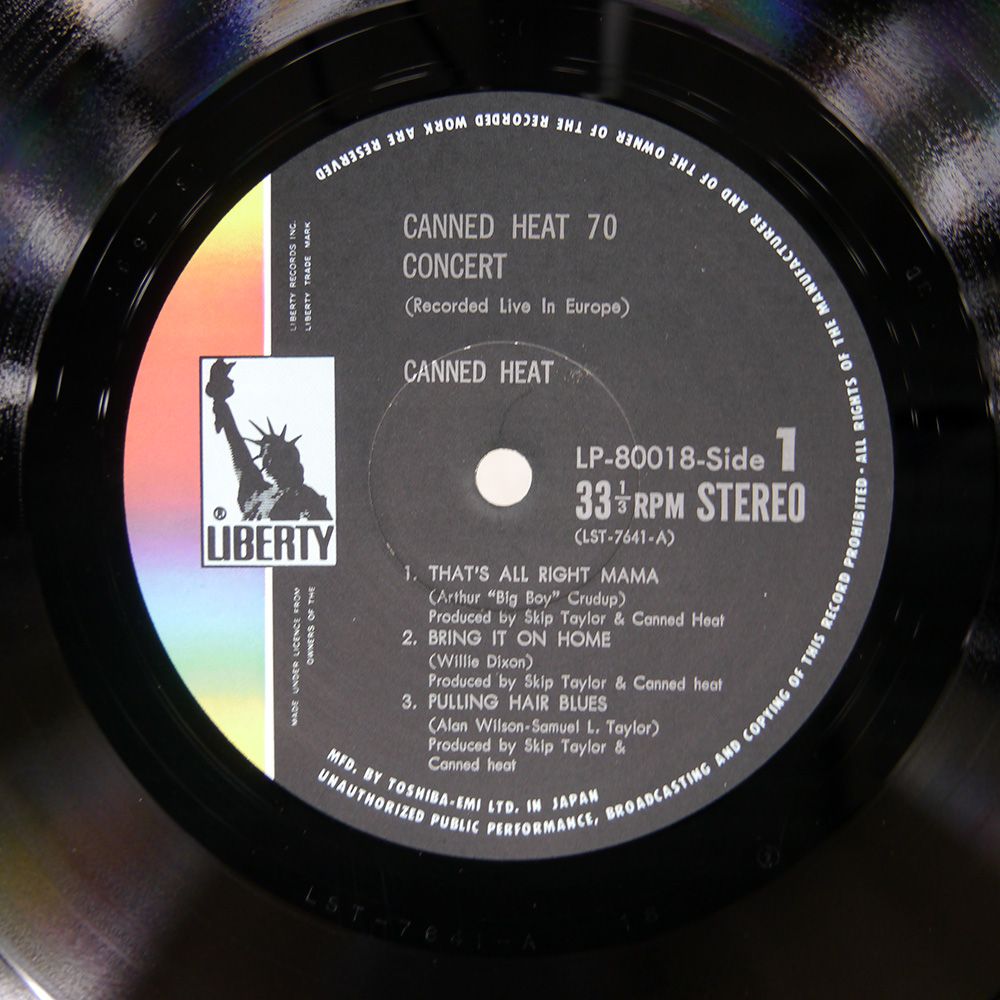 CANNED HEAT 70
CONCERT
(Recorded Live In Europe)
CANNED HEAT
LP-80018-Side 1
33 1/3 RPM STEREO
(LST-7641-A)
1. THAT'S ALL RIGHT MAMA
(Arthur "Big Boy" Crudup)
Produced by Skip Taylor & Canned Heat
2. BRING IT ON HOME
(Willie Dixon)
Produced by Skip Taylor & Canned heat
3. PULLING HAIR BLUES
(Alan Wilson-Samuel L. Taylor)
Produced by Skip Taylor &
Canned heat
LIBERTY RECORDS INC.
LIBERTY TRADE MARK
®
LIBERTY
MADE UNDER LICENCE FROM
OWNERS OF THE
MFD. BY TOSHIBA-EMI LTD. IN JAPAN
UNAUTHORIZED PUBLIC PERFORMANCE, BROADCASTING AND COPYING OF THIS RECORD PROHIBITED · ALL RIGHTS OF THE MANUFACTURER AND OF THE OWNER OF THE RECORDED WORK ARE RESERVED
LST-7641-A